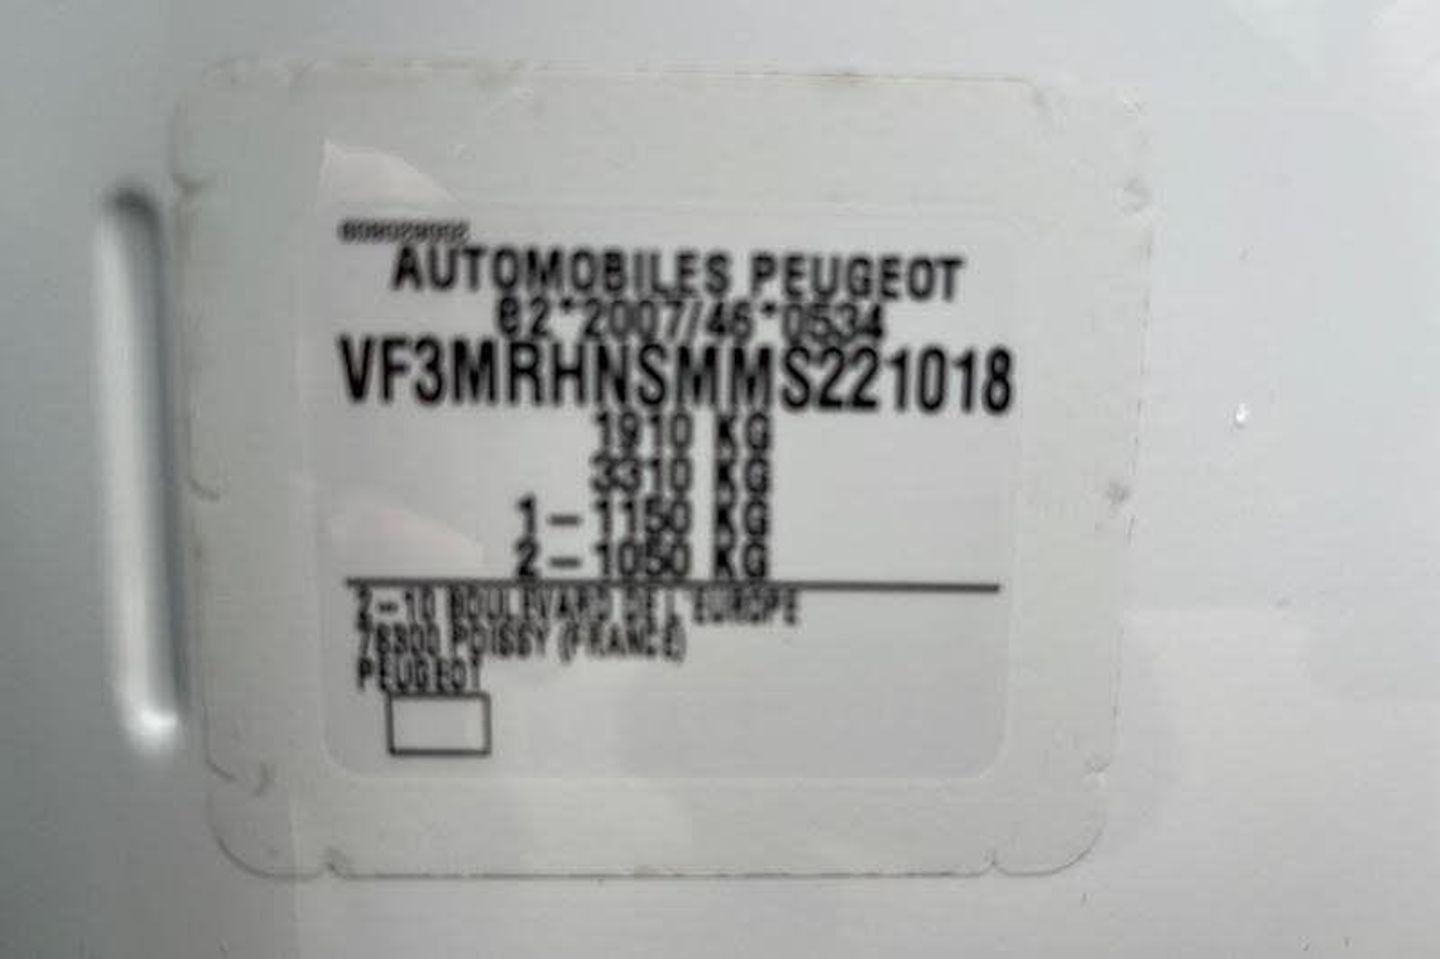 AUTOMOBILES PEUGEOT
e2*2007/46*0534
VF3MRHNSMMS221018
1910 KG
3310 KG
1-1150 KG
2-1050 KG
2-10 BOULEVARD DE L'EUROPE
78300 POISSY (FRANCE)
PEUGEOT